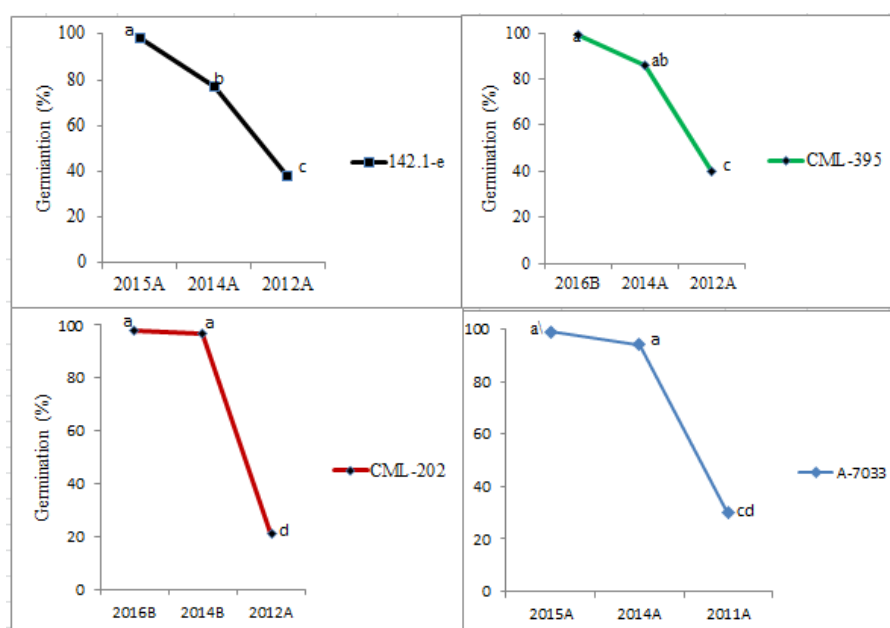 Germiantion (%)
100
80
60
40
20
0
a
b
c
2015A 2014A 2012A
142.1-e
Germination (%)
100
80
60
40
20
0
a
ab
c
2016B 2014A 2012A
CML-395
Germination (%)
100
80
60
40
20
0
a
a
d
2016B 2014B 2012A
CML-202
100
80
60
40
20
0
a\
a
cd
2015A 2014A 2011A
A-7033